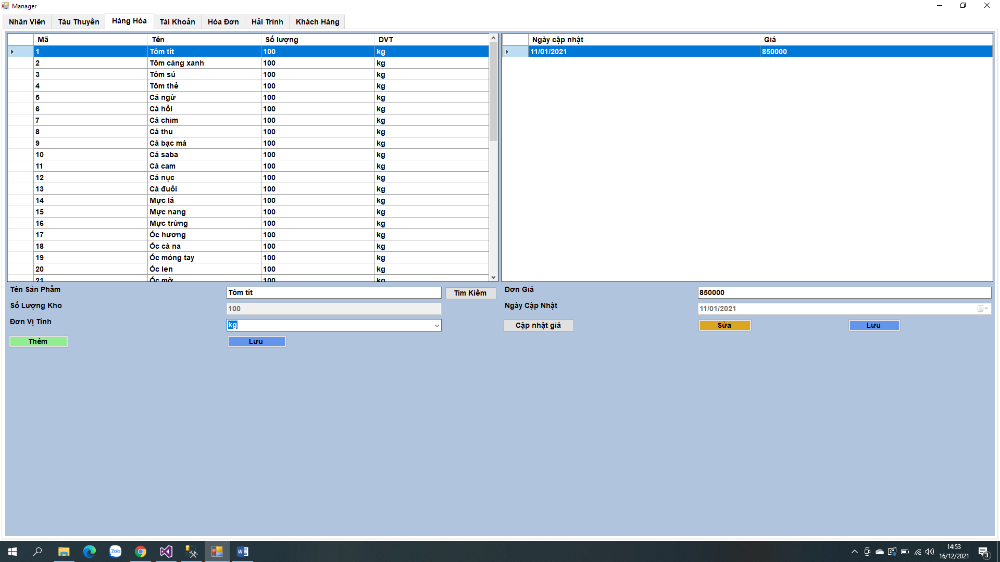 Manager
Nhân Viên Tàu Thuyền Hàng Hóa Tài Khoản Hóa Đơn Hải Trình Khách Hàng
Mã Tên Số lượng DVT
1 Tôm tít 100 kg
2 Tôm càng xanh 100 kg
3 Tôm sú 100 kg
4 Tôm thẻ 100 kg
5 Cá ngừ 100 kg
6 Cá hồi 100 kg
7 Cá chim 100 kg
8 Cá thu 100 kg
9 Cá bạc má 100 kg
10 Cá saba 100 kg
11 Cá cam 100 kg
12 Cá nục 100 kg
13 Cá đuối 100 kg
14 Mực lá 100 kg
15 Mực nang 100 kg
16 Mực trứng 100 kg
17 Ốc hương 100 kg
18 Ốc cà na 100 kg
19 Ốc móng tay 100 kg
20 Ốc len 100 kg
21 Ốc mỡ 100 kg
Ngày cập nhật Giá
11/01/2021 850000
Tên Sản Phẩm Tôm tít Tìm Kiếm
Số Lượng Kho 100
Đơn Vị Tính kg
Thêm Lưu
Đơn Giá 850000
Ngày Cập Nhật 11/01/2021
Cập nhật giá Sửa Lưu
Zalo
14:53
16/12/2021
3